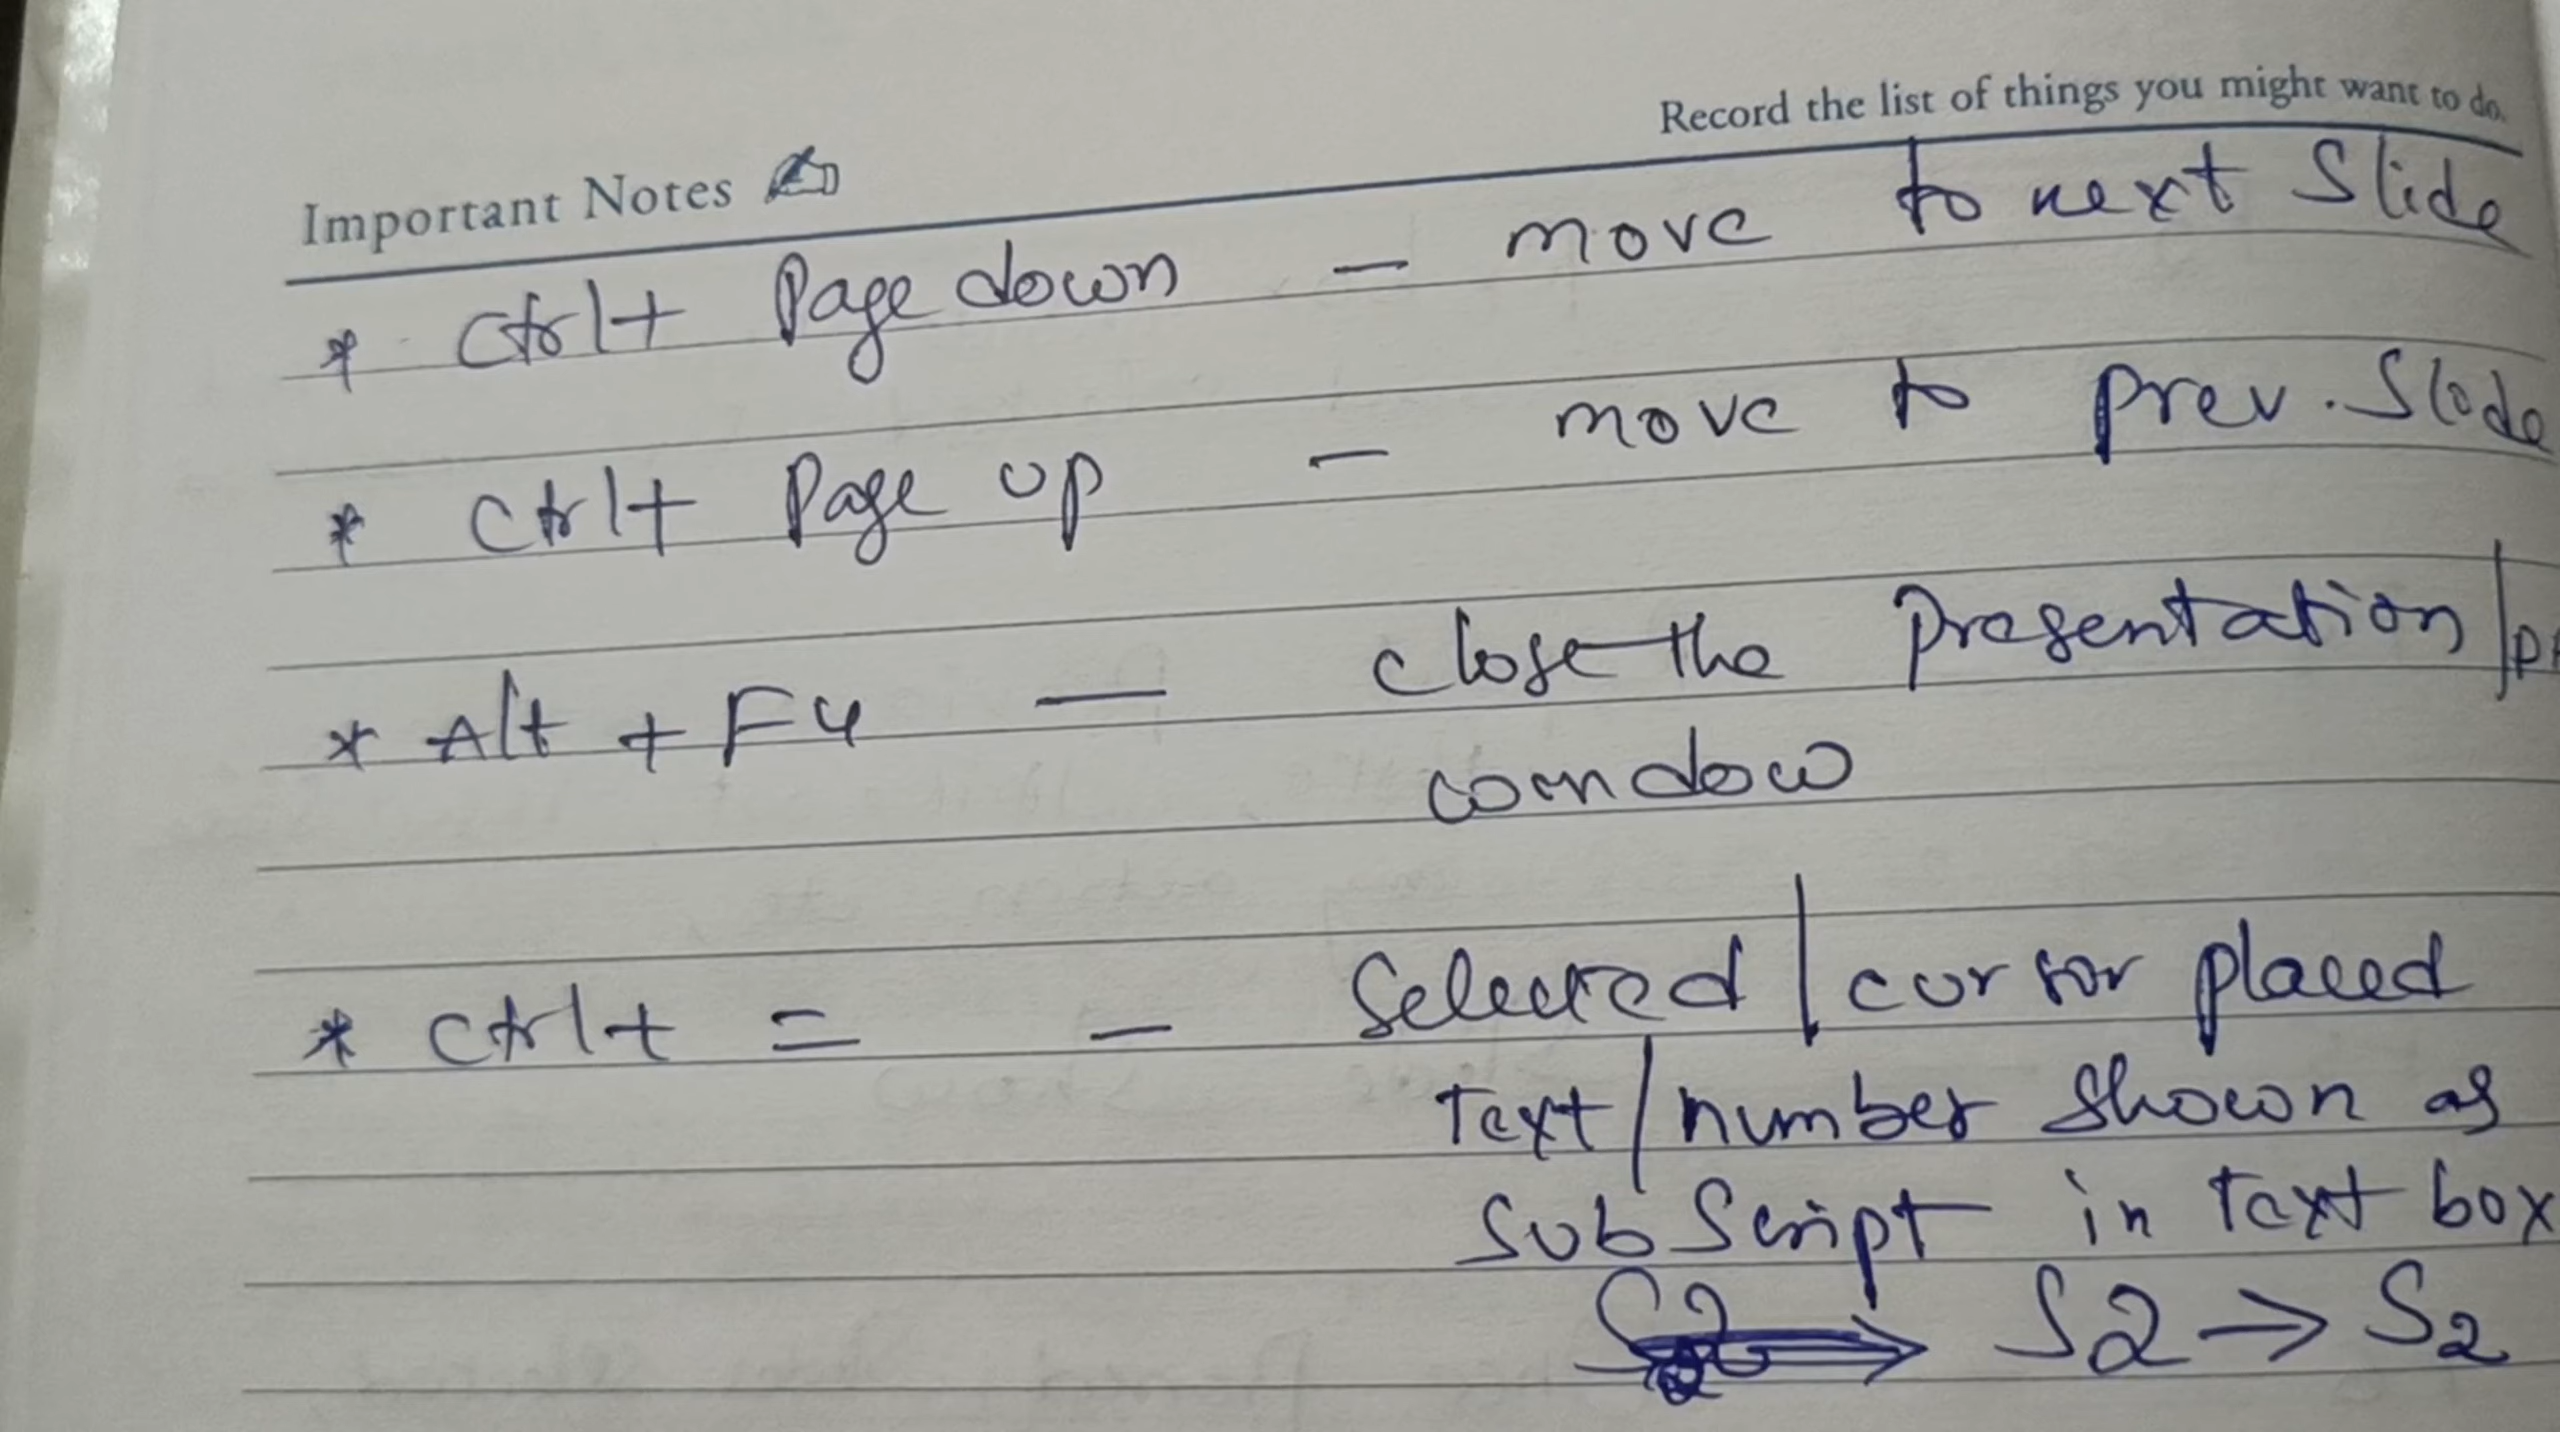 Record the list of things you might want to do.
Important Notes
* Ctrl+ Page down - move to next Slide
* Ctrl+ Page up - move to prev. Slide
* Alt + F4 - close the Presentation /
window
* Ctrl+ = - Selected / cursor placed
text / number shown as
SubScript in text box
S2 → S₂